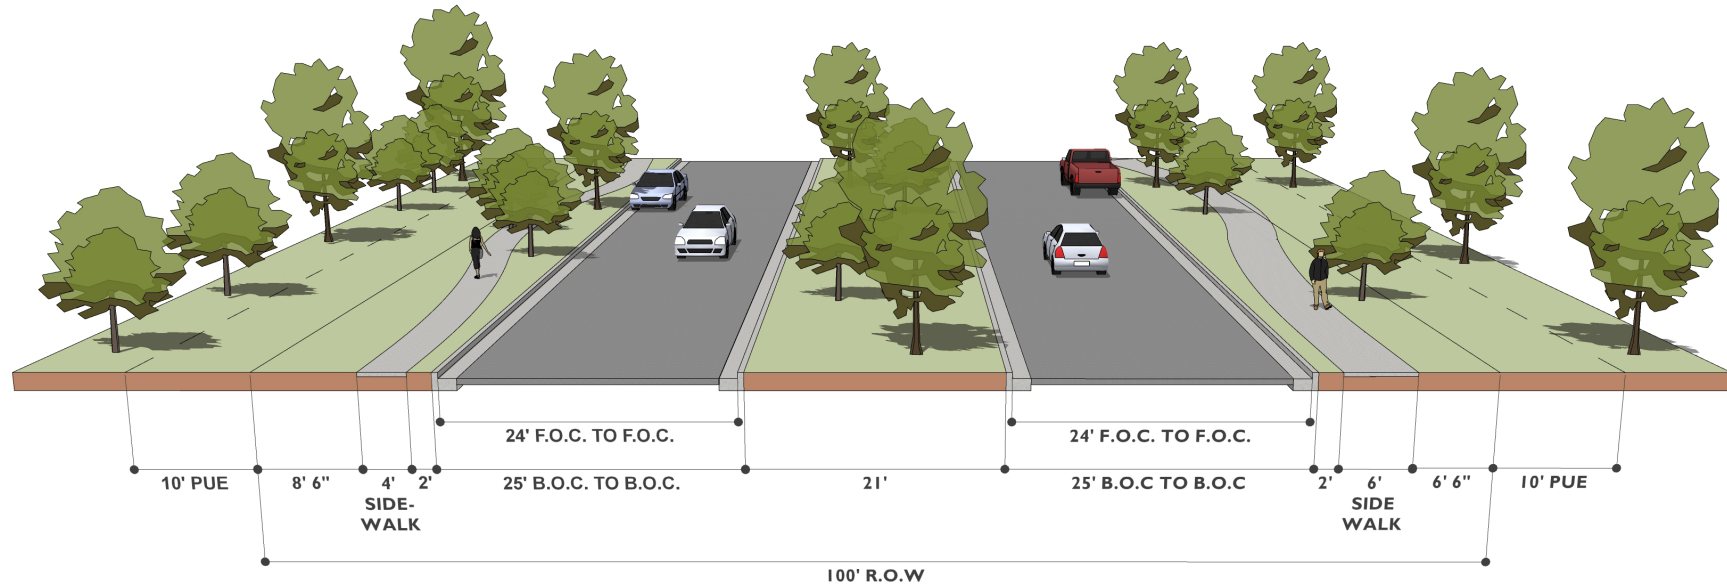 24' F.O.C. TO F.O.C.
24' F.O.C. TO F.O.C.
10' PUE
8' 6"
4'
SIDE-
WALK
2'
25' B.O.C. TO B.O.C.
21'
25' B.O.C TO B.O.C
2'
6'
SIDE
WALK
6' 6"
10' PUE
100' R.O.W